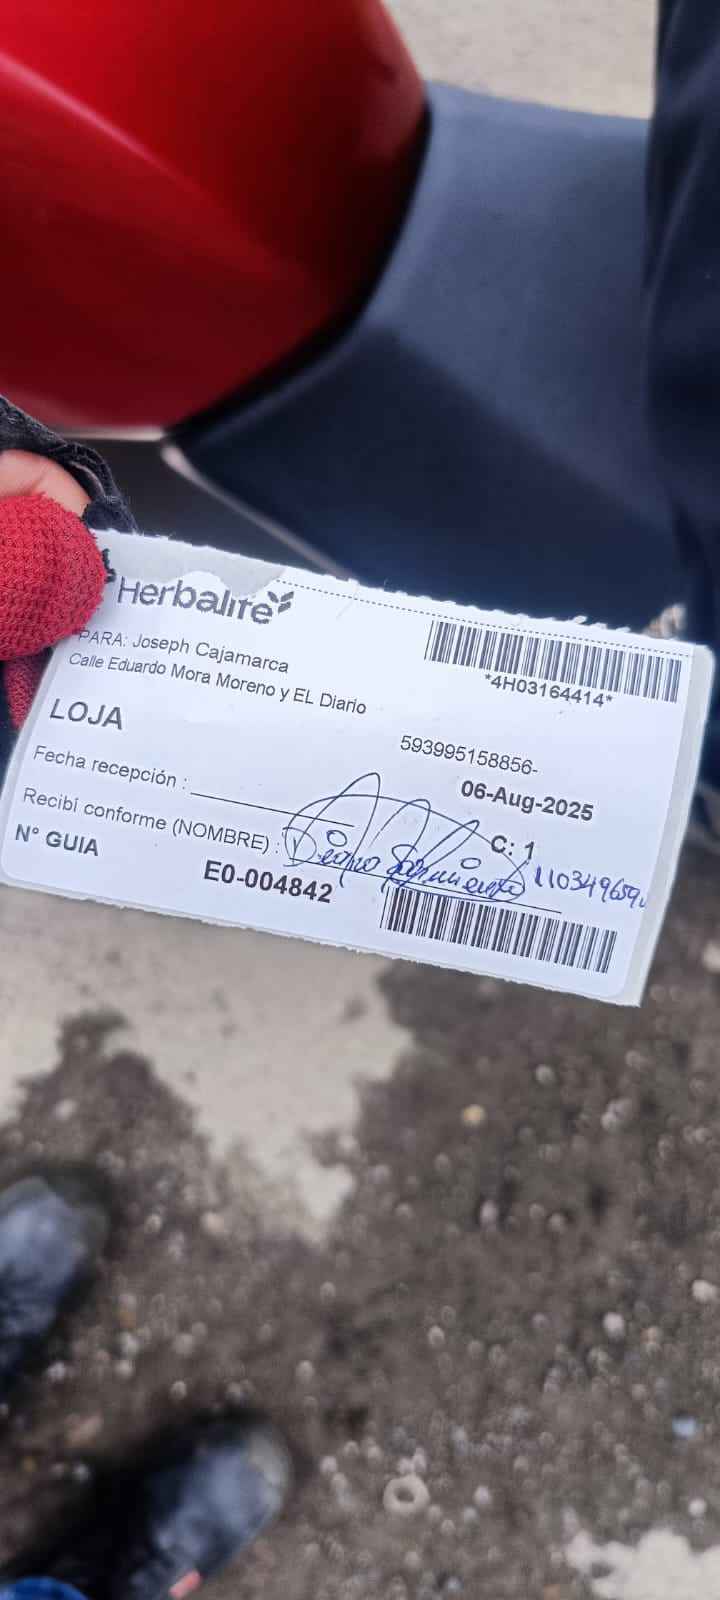 Herbalife
PARA: Joseph Cajamarca
Calle Eduardo Mora Moreno y EL Diario
*4H03164414*
LOJA
593995158856-
06-Aug-2025
Fecha recepción :
Recibí conforme (NOMBRE) :
C: 1
Sarmiento
N° GUIA
E0-004842